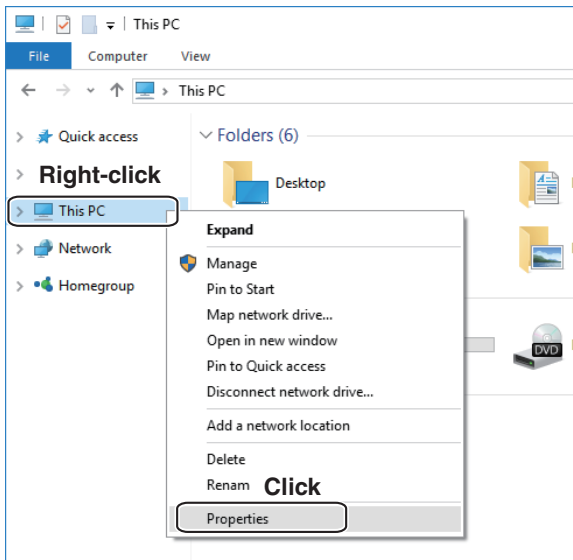 This PC
File Computer View
This PC
Quick access
Folders (6)
Right-click
Desktop
This PC
Expand
Network
Manage
Homegroup
Pin to Start
Map network drive...
Open in new window
Pin to Quick access
DVD
Disconnect network drive...
Add a network location
Delete
Renam
Click
Properties